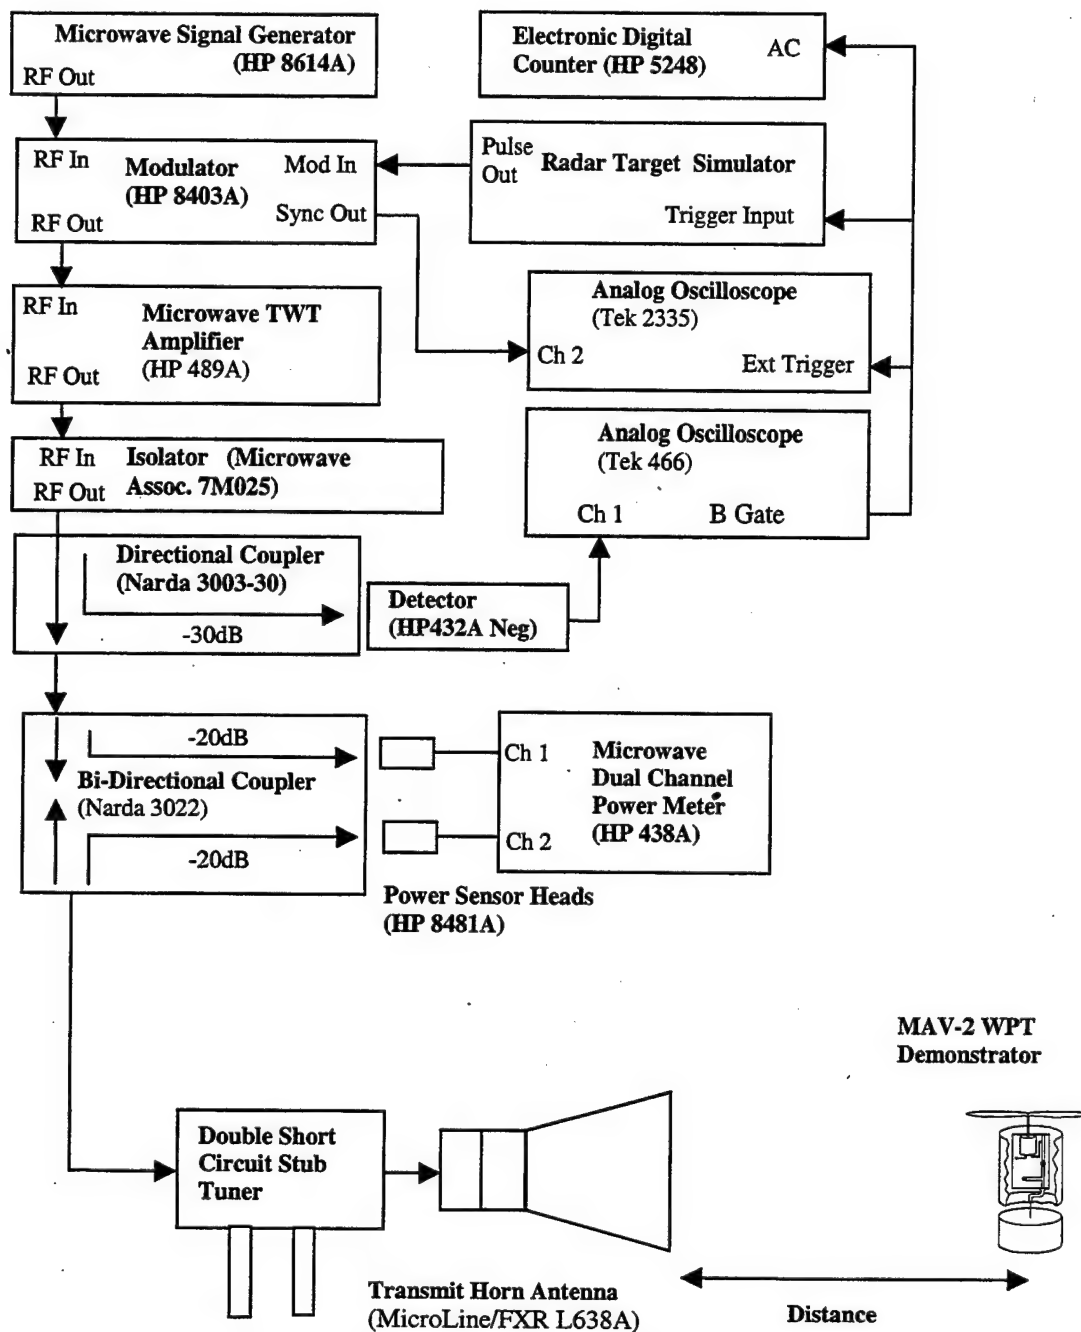 Microwave Signal Generator
(HP 8614A)
RF Out
Electronic Digital
Counter (HP 5248)
AC
RF In
Modulator
(HP 8403A)
Mod In
Sync Out
RF Out
Pulse
Out
Radar Target Simulator
Trigger Input
RF In
Microwave TWT
Amplifier
(HP 489A)
RF Out
Analog Oscilloscope
(Tek 2335)
Ch 2
Ext Trigger
RF In
Isolator (Microwave
RF Out
Assoc. 7M025)
Analog Oscilloscope
(Tek 466)
Ch 1
B Gate
Directional Coupler
(Narda 3003-30)
-30dB
Detector
(HP432A Neg)
-20dB
Bi-Directional Coupler
(Narda 3022)
-20dB
Ch 1
Microwave
Dual Channel
Power Meter
(HP 438A)
Ch 2
Power Sensor Heads
(HP 8481A)
MAV-2 WPT
Demonstrator
Double Short
Circuit Stub
Tuner
Transmit Horn Antenna
(MicroLine/FXR L638A)
Distance